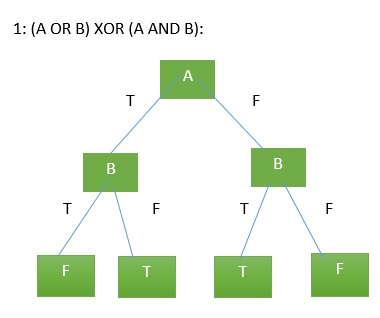 1: (A OR B) XOR (A AND B):
A
T F
B B
T F T F
F T T F